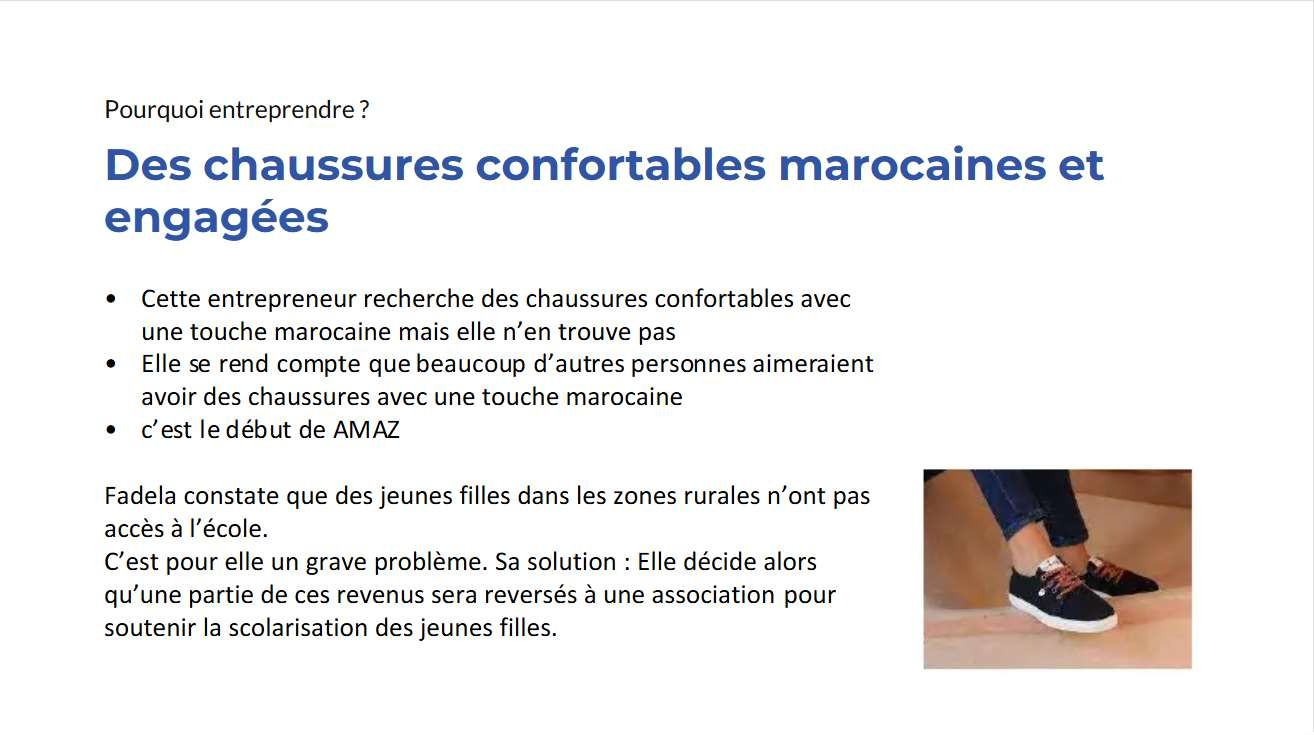 Pourquoi entreprendre ?
Des chaussures confortables marocaines et
engagées
• Cette entrepreneur recherche des chaussures confortables avec
une touche marocaine mais elle n’en trouve pas
• Elle se rend compte que beaucoup d’autres personnes aimeraient
avoir des chaussures avec une touche marocaine
• c’est le début de AMAZ
Fadela constate que des jeunes filles dans les zones rurales n’ont pas
accès à l’école.
C’est pour elle un grave problème. Sa solution : Elle décide alors
qu’une partie de ces revenus sera reversés à une association pour
soutenir la scolarisation des jeunes filles.